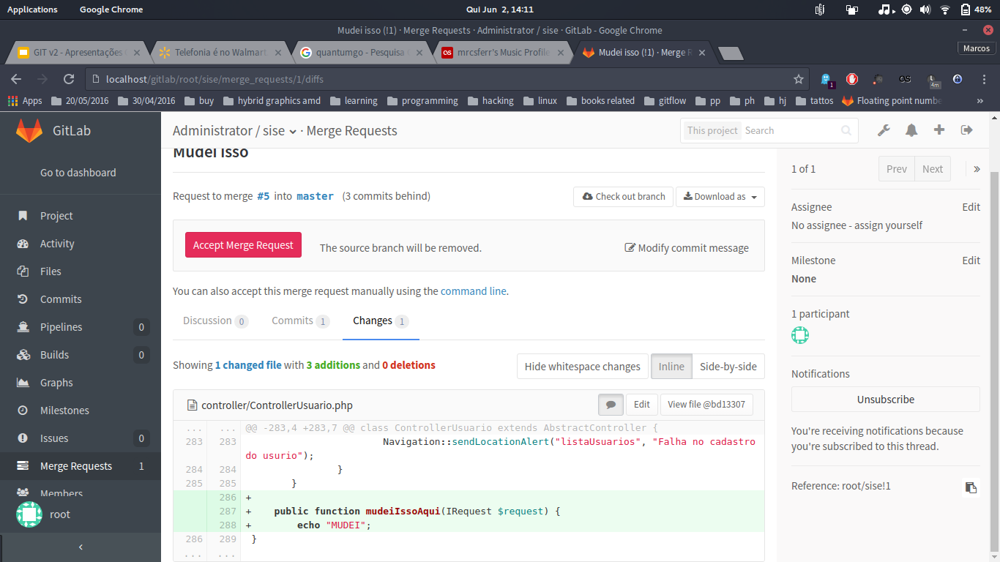 Applications Google Chrome Qui Jun 2, 14:11 48%
Mudei isso (!1) · Merge Requests · Administrator / sise · GitLab - Google Chrome
GIT v2 - Apresentações Telefonia é no Walmart quantumgo - Pesquisa mrcsferr's Music Profile Mudei isso (!1) · Merge R Marcos
localhost/gitlab/root/sise/merge_requests/1/diffs 1 4m
Apps 20/05/2016 30/04/2016 buy hybrid graphics amd learning programming hacking linux books related gitflow pp ph hj tattos Floating point numbe »
GitLab Administrator / sise · Merge Requests This project Search
Mudei isso
Go to dashboard
1 of 1 Prev Next »
Request to merge #5 into master (3 commits behind) Check out branch Download as
Assignee Edit
No assignee - assign yourself
Project
Activity
Files
Commits
Pipelines 0
Builds 0
Graphs
Milestones
Issues 0
Merge Requests 1
Members
root
‹
Accept Merge Request The source branch will be removed. Modify commit message
You can also accept this merge request manually using the command line.
Discussion 0 Commits 1 Changes 1
Showing 1 changed file with 3 additions and 0 deletions Hide whitespace changes Inline Side-by-side
controller/ControllerUsuario.php Edit View file @bd13307
... ... @@ -283,4 +283,7 @@ class ControllerUsuario extends AbstractController {
283 283 Navigation::sendLocationAlert("listaUsuarios", "Falha no cadastro
do usurio");
284 284 }
285 285 }
286 +
287 + public function mudeiIssoAqui(IRequest $request) {
288 + echo "MUDEI";
286 289 }
... ...
Milestone Edit
None
1 participant
Notifications
Unsubscribe
You're receiving notifications because
you're subscribed to this thread.
Reference: root/sise!1